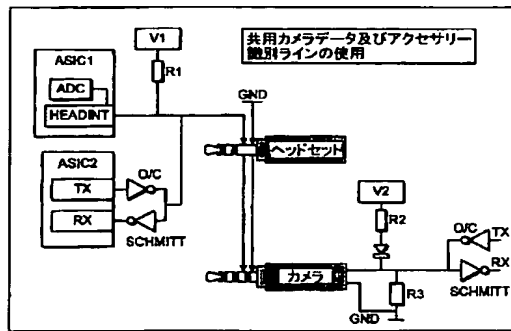 V1
共用カメラデータ及びアクセサリー
識別ラインの使用
ASIC1
R1
ADC
GND
HEADINT
ヘッドセット
ASIC2
O/C
TX
V2
RX
R2
O/C
TX
SCHMITT
RX
カメラ
R3
SCHMITT
GND